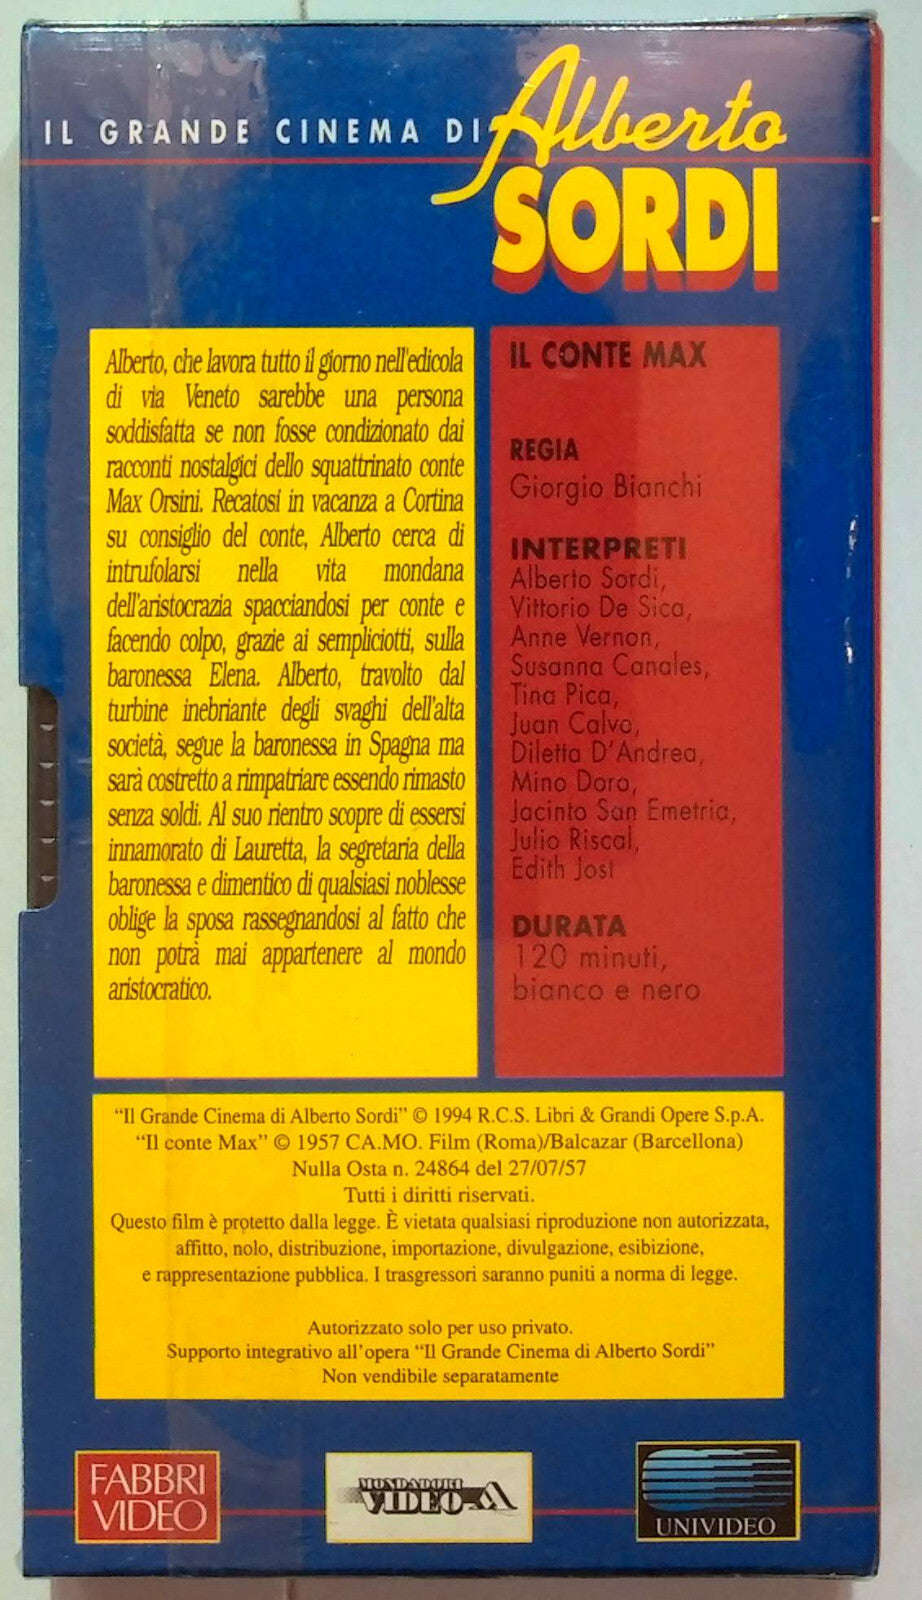 IL GRANDE CINEMA DI Alberto
SORDI
Alberto, che lavora tutto il giorno nell'edicola
di via Veneto sarebbe una persona
soddisfatta se non fosse condizionato dai
racconti nostalgici dello squattrinato conte
Max Orsini. Recatosi in vacanza a Cortina
su consiglio del conte, Alberto cerca di
intrufolarsi nella vita mondana
dell'aristocrazia spacciandosi per conte e
facendo colpo, grazie ai sempliciotti, sulla
baronessa Elena. Alberto, travolto dal
turbine inebriante degli svaghi dell'alta
società, segue la baronessa in Spagna ma
sarà costretto a rimpatriare essendo rimasto
senza soldi. Al suo rientro scopre di essersi
innamorato di Lauretta, la segretaria della
baronessa e dimentico di qualsiasi noblesse
oblige la sposa rassegnandosi al fatto che
non potrà mai appartenere al mondo
aristocratico.
IL CONTE MAX
REGIA
Giorgio Bianchi
INTERPRETI
Alberto Sordi,
Vittorio De Sica,
Anne Vernon,
Susanna Canales,
Tina Pica,
Juan Calvo,
Diletta D'Andrea,
Mino Doro,
Jacinto San Emetrio,
Julio Riscal,
Edith Jost
DURATA
120 minuti,
bianco e nero
"Il Grande Cinema di Alberto Sordi" © 1994 R.C.S. Libri & Grandi Opere S.p.A.
"Il conte Max" © 1957 CA.MO. Film (Roma)/Balcazar (Barcellona)
Nulla Osta n. 24864 del 27/07/57
Tutti i diritti riservati.
Questo film è protetto dalla legge. È vietata qualsiasi riproduzione non autorizzata,
affitto, nolo, distribuzione, importazione, divulgazione, esibizione,
e rappresentazione pubblica. I trasgressori saranno puniti a norma di legge.
Autorizzato solo per uso privato.
Supporto integrativo all'opera "Il Grande Cinema di Alberto Sordi"
Non vendibile separatamente
FABBRI
VIDEO
MONDADORI
VIDEO
UNIVIDEO